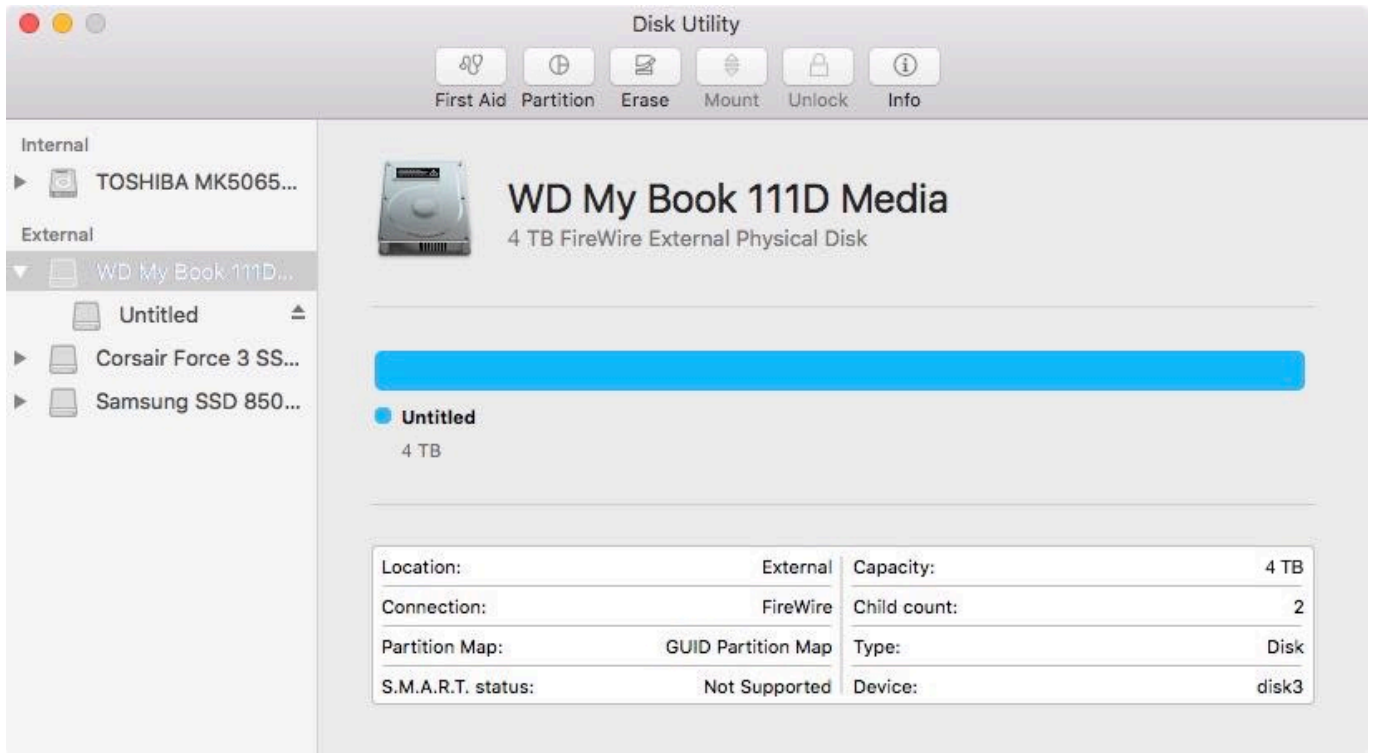 Disk Utility
First Aid Partition Erase Mount Unlock Info
Internal
TOSHIBA MK5065...
External
WD My Book 111D...
Untitled
Corsair Force 3 SS...
Samsung SSD 850...
WD My Book 111D Media
4 TB FireWire External Physical Disk
Untitled
4 TB
Location: External Capacity: 4 TB
Connection: FireWire Child count: 2
Partition Map: GUID Partition Map Type: Disk
S.M.A.R.T. status: Not Supported Device: disk3